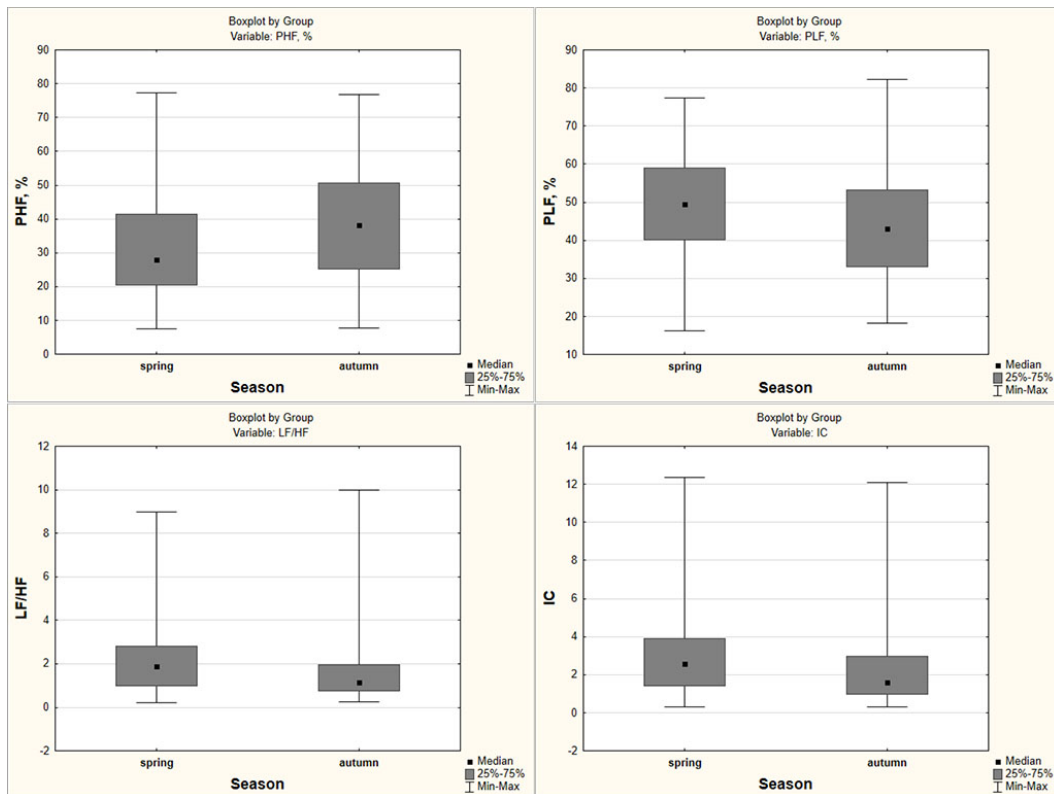 Boxplot by Group
Variable: PHF, %
90
80
70
60
50
40
30
20
10
0
PHF, %
spring
autumn
Season
Median
25%-75%
Min-Max
Boxplot by Group
Variable: PLF, %
90
80
70
60
50
40
30
20
10
PLF, %
spring
autumn
Season
Median
25%-75%
Min-Max
Boxplot by Group
Variable: LF/HF
12
10
8
6
4
2
0
-2
LF/HF
spring
autumn
Season
Median
25%-75%
Min-Max
Boxplot by Group
Variable: IC
14
12
10
8
6
4
2
0
-2
IC
spring
autumn
Season
Median
25%-75%
Min-Max